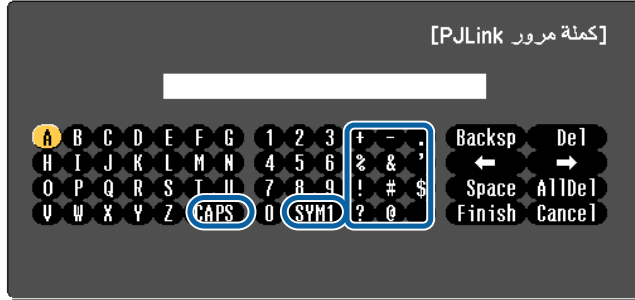 [كملة مرور PJLink]
A B C D E F G 1 2 3 + - . Backsp Del
H I J K L M N 4 5 6 % & ' ← →
O P Q R S T U 7 8 9 ! # $ Space AllDel
V W X Y Z CAPS 0 SYM1 ? @ Finish Cancel